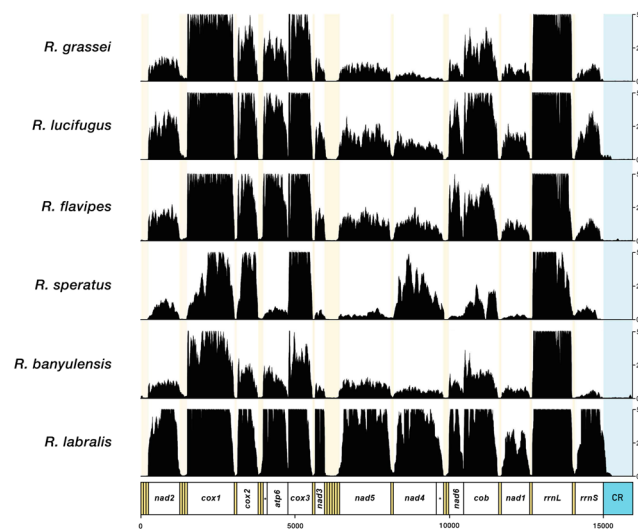 R. grassei
R. lucifugus
R. flavipes
R. speratus
R. banyulensis
R. labralis
nad2 cox1 cox2 * atp6 cox3 nad3 nad5 nad4 * nad6 cob nad1 rrnL rrnS CR
0 5000 10000 15000